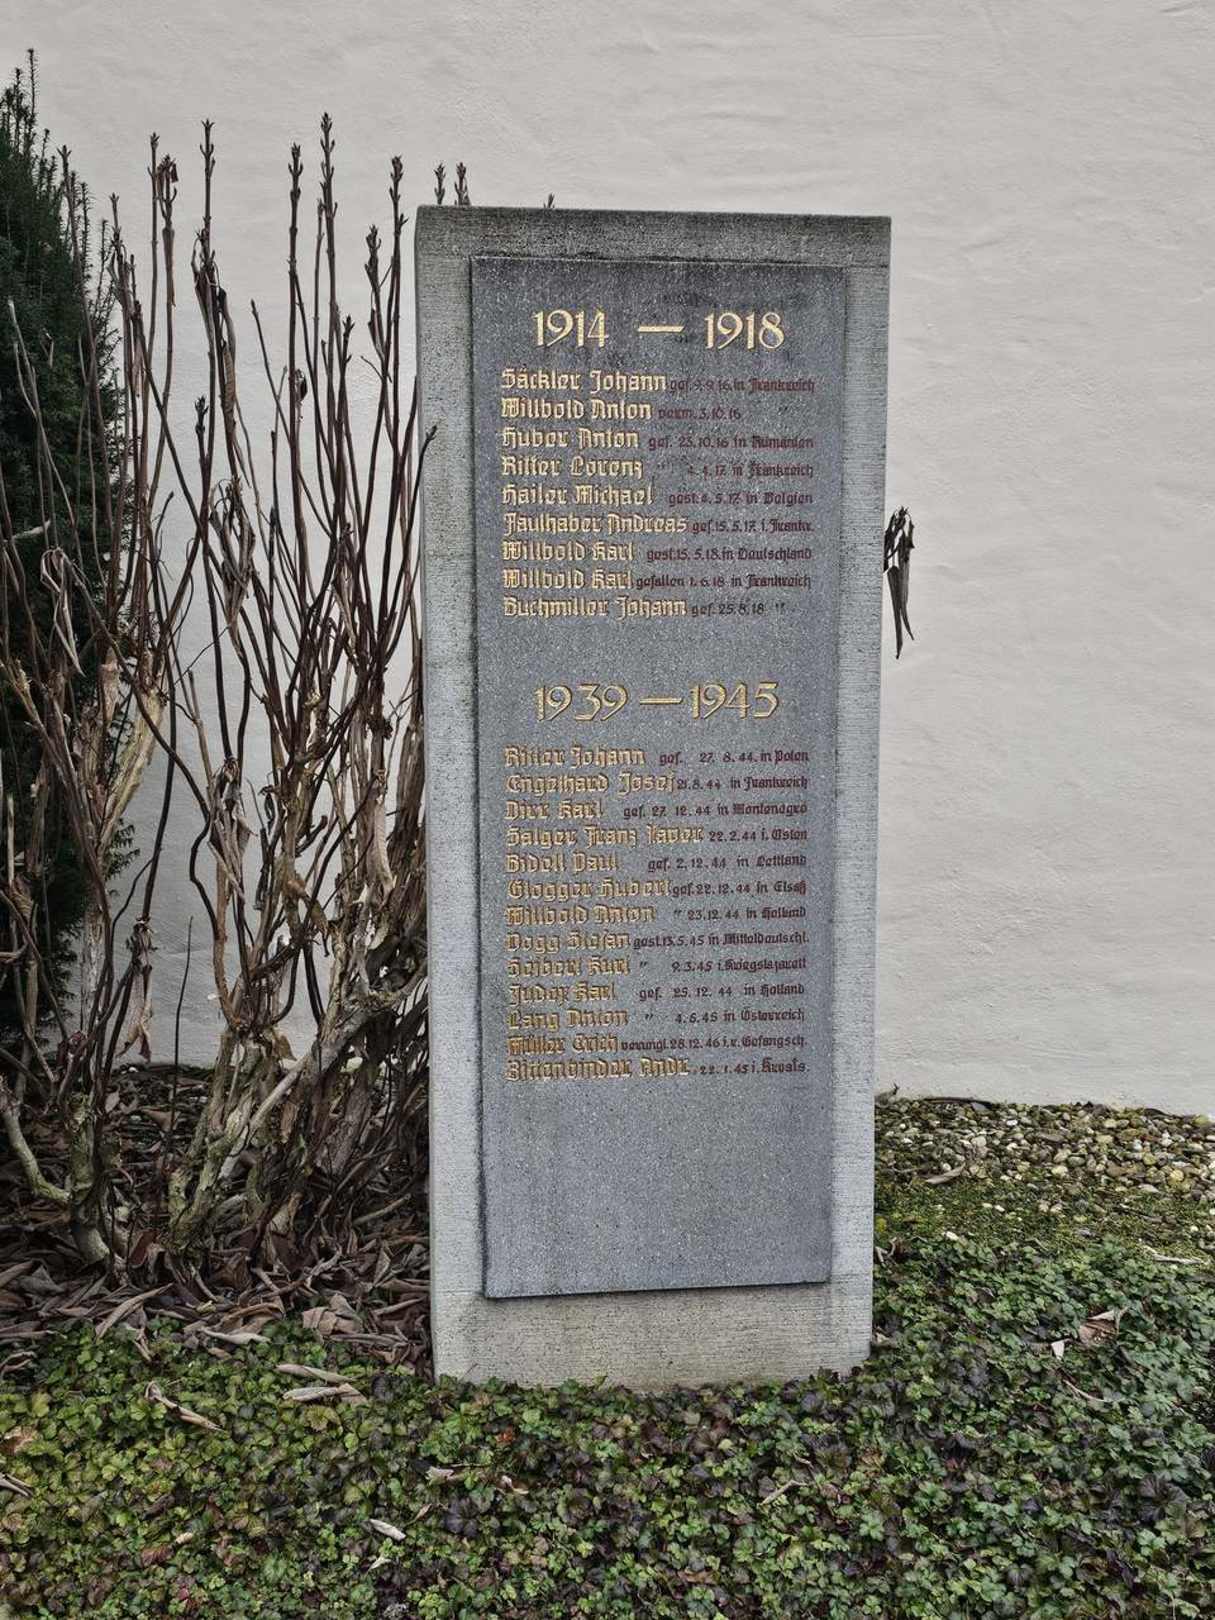 1914 — 1918
Säckler Johann gef. 9.9.16. in Frankreich
Willbold Anton verm. 3.10.16 "
Huber Anton gef. 23.10.16 in Rumänien
Ritter Lorenz " 4.4.17. in Frankreich
Hailer Michael gest. 6.5.17. in Belgien
Faulhaber Andreas gef. 15.5.17. i. Frankr.
Willbold Karl gest. 15.5.18. in Deutschland
Willbold Karl gefallen 1.6.18 in Frankreich
Buchmiller Johann gef. 25.8.18 "
1939 — 1945
Ritter Johann gef. 27. 8. 44. in Polen
Engelhard Josef 21.8.44 in Frankreich
Dirr Karl gef. 27. 12. 44 in Montenegro
Salger Franz Xaver 22.2.44 i. Osten
Bidell Paul gef. 2.12.44 in Lettland
Glogger Hubert gef. 22.12.44 in Elsaß
Willbold Anton " 23.12.44 in Holland
Dogg Stefan gest. 13.5.45 in Mitteldeutschl.
Seibert Kurl " 9.3.45 i. Kriegslazarett
Judex Karl gef. 25. 12. 44 in Holland
Lang Anton " 4.5.45 in Österreich
Müller Erich verungl. 28.12.46 i. r. Gefangsch.
Bittenbinder Andr. 22.1.45 i.